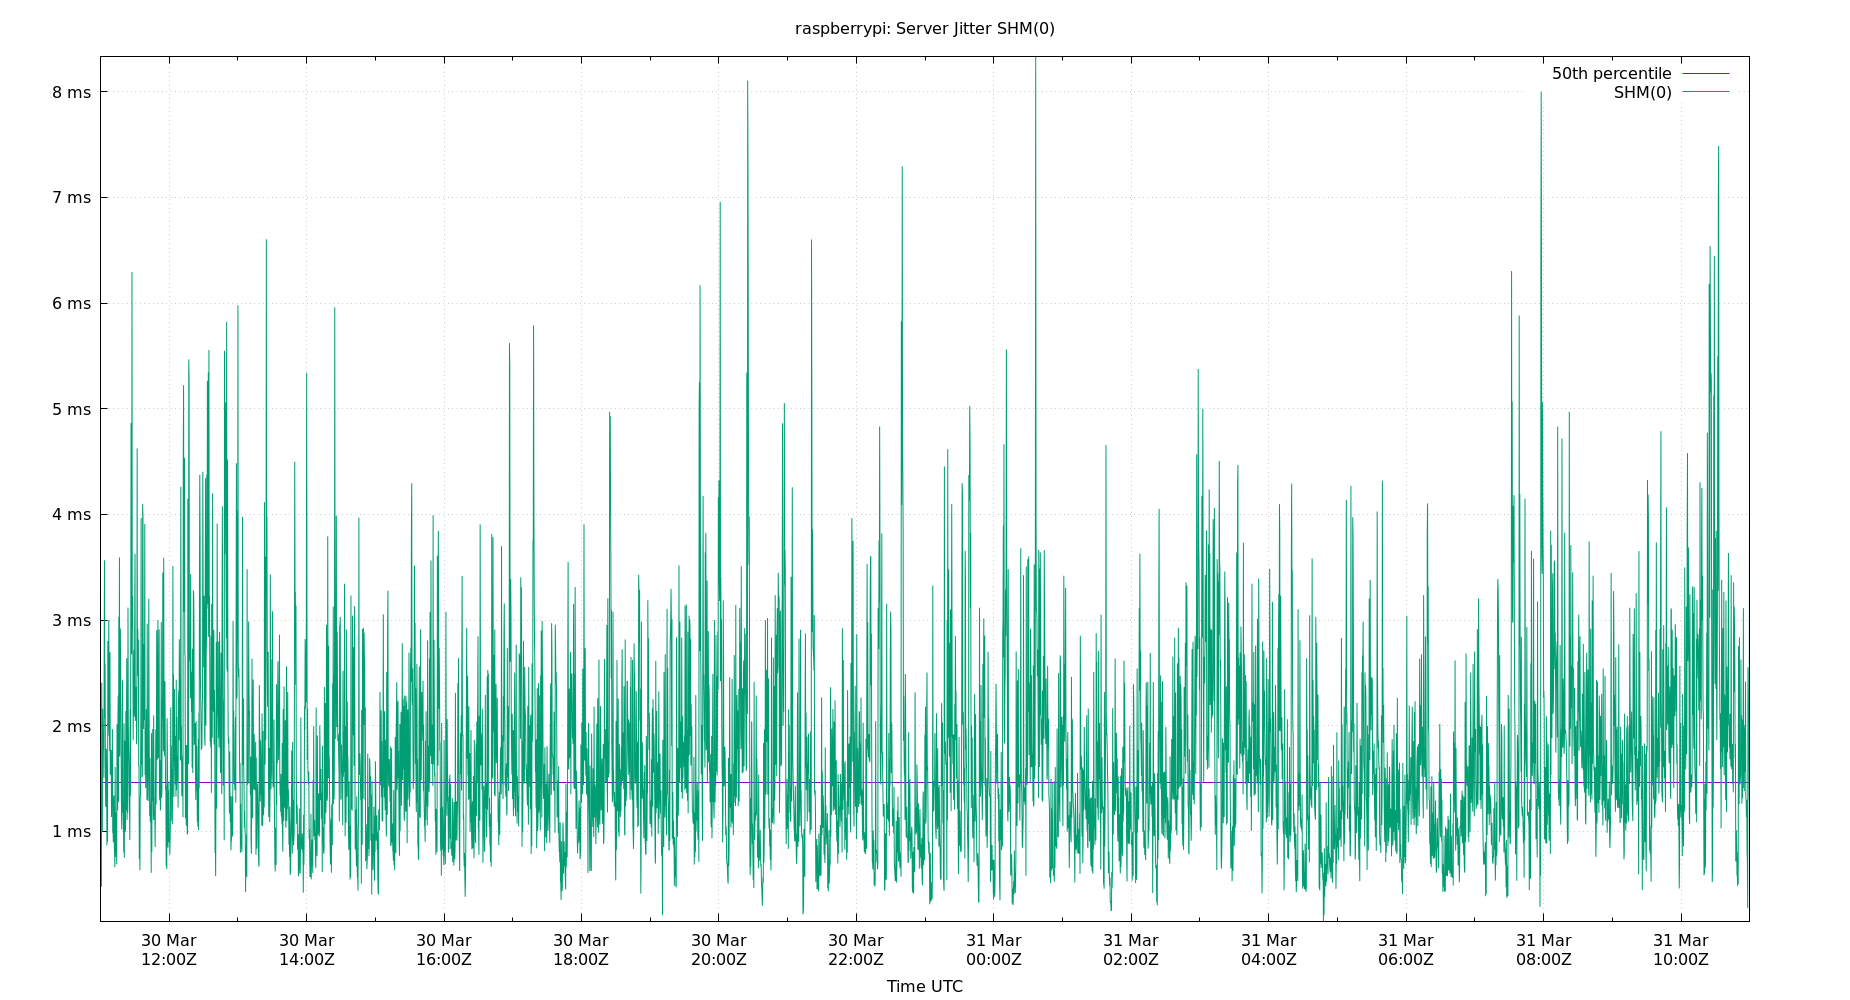 raspberrypi: Server Jitter SHM(0)
50th percentile
SHM(0)
8 ms
7 ms
6 ms
5 ms
4 ms
3 ms
2 ms
1 ms
30 Mar 30 Mar 30 Mar 30 Mar 30 Mar 30 Mar 31 Mar 31 Mar 31 Mar 31 Mar 31 Mar 31 Mar
12:00Z 14:00Z 16:00Z 18:00Z 20:00Z 22:00Z 00:00Z 02:00Z 04:00Z 06:00Z 08:00Z 10:00Z
Time UTC